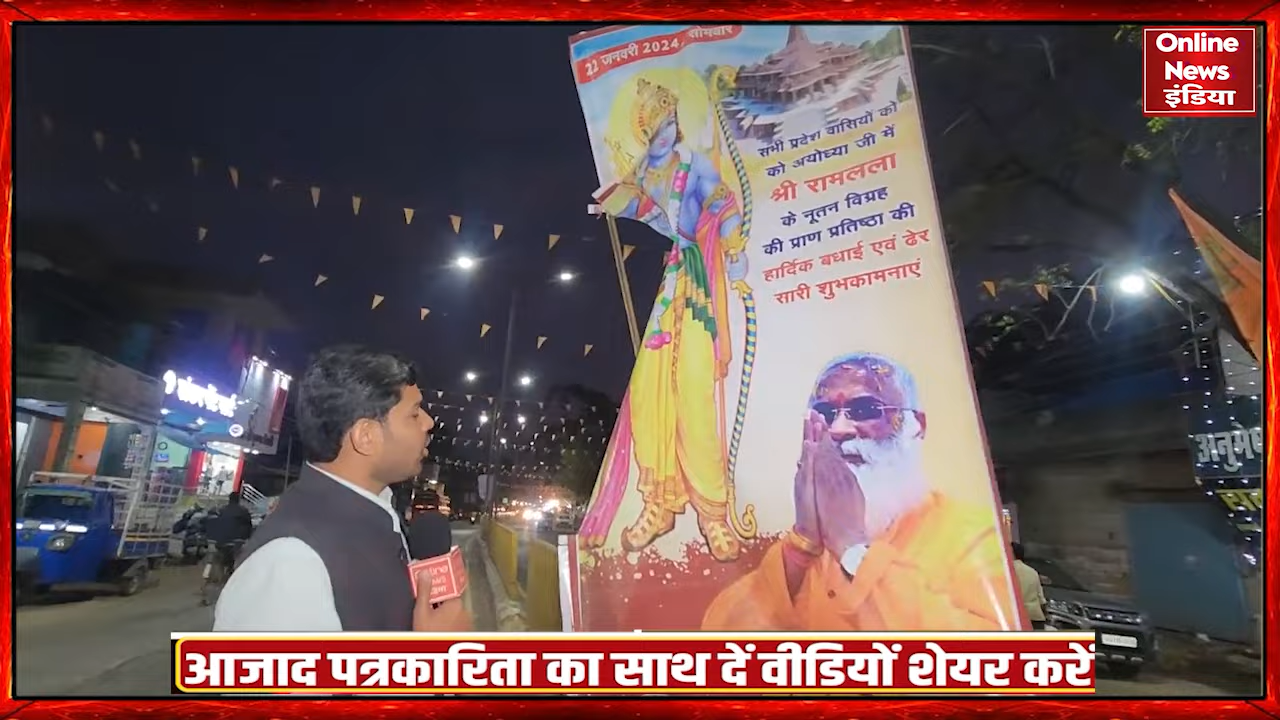 Online
News
इंडिया
22 जनवरी 2024, सोमवार
सभी प्रदेश वासियों को
को अयोध्या जी में
श्री रामलला
के नूतन विग्रह
की प्राण प्रतिष्ठा की
हार्दिक बधाई एवं ढेर
सारी शुभकामनाएं
आजाद पत्रकारिता का साथ दें वीडियों शेयर करें